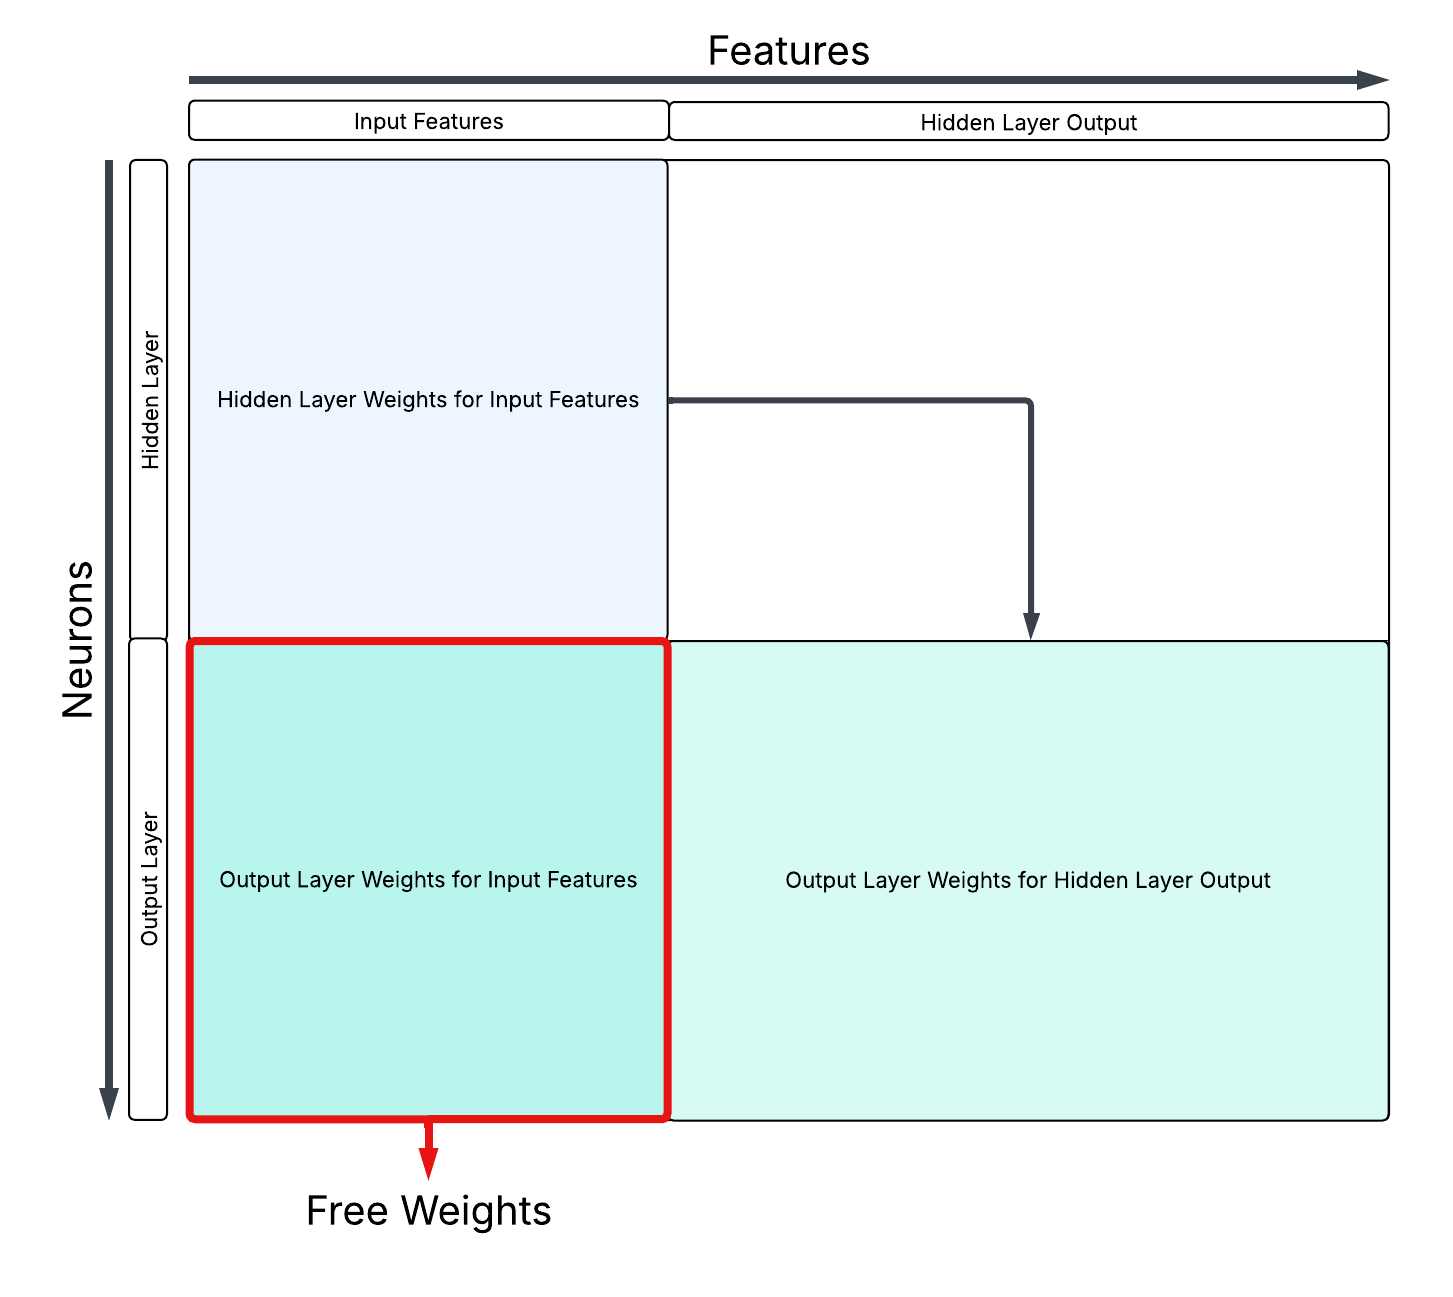 Features
Input Features
Hidden Layer Output
Neurons
Hidden Layer
Hidden Layer Weights for Input Features
Output Layer
Output Layer Weights for Input Features
Output Layer Weights for Hidden Layer Output
Free Weights